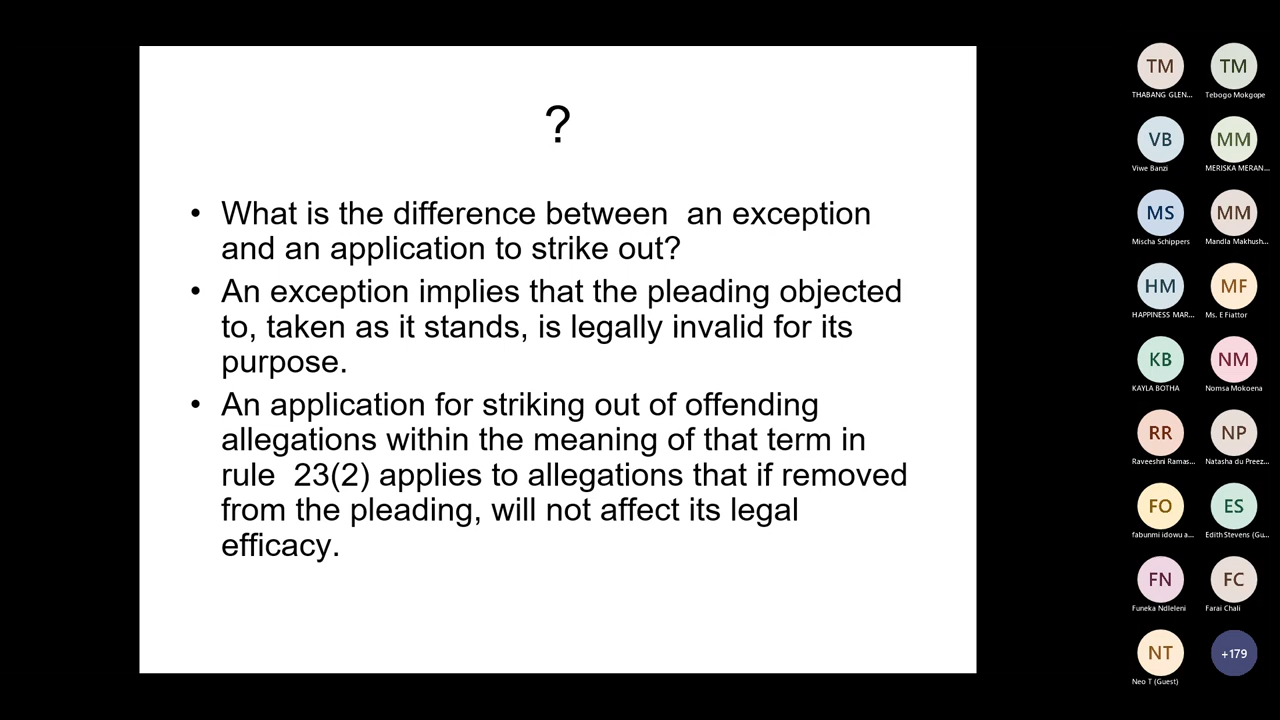 ?
• What is the difference between  an exception
and an application to strike out?
• An exception implies that the pleading objected
to, taken as it stands, is legally invalid for its
purpose.
• An application for striking out of offending
allegations within the meaning of that term in
rule  23(2) applies to allegations that if removed
from the pleading, will not affect its legal
efficacy.
TM TM
THABANG GLEN... Tebogo Mokgope
VB MM
Viwe Banzi MERISKA MERAN...
MS MM
Mischa Schippers Mandla Makhush...
HM MF
HAPPINESS MAR... Ms. E Fiattor
KB NM
KAYLA BOTHA Nomsa Mokoena
RR NP
Raveeshni Ramas... Natasha du Preez...
FO ES
fabunmi idowu a... Edith Stevens (Gu...
FN FC
Funeka Ndleleni Farai Chali
NT +179
Neo T (Guest)